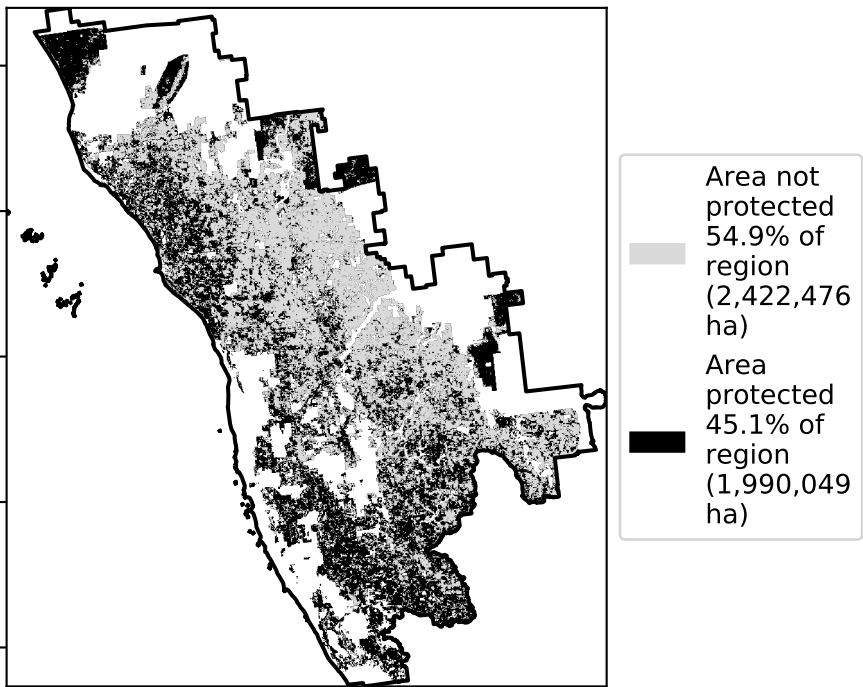 Area not
protected
54.9% of
region
(2,422,476
ha)
Area
protected
45.1% of
region
(1,990,049
ha)